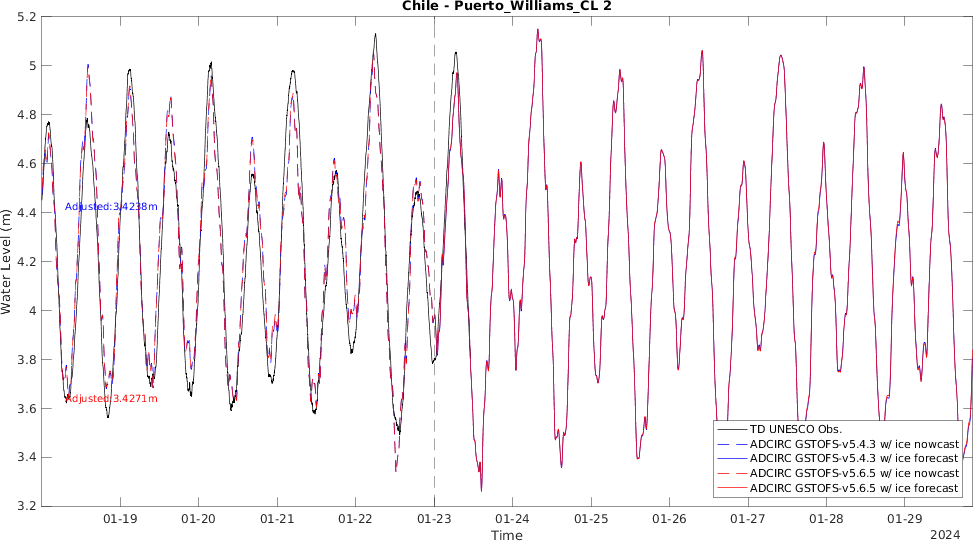 Chile - Puerto_Williams_CL 2
5.2
5
4.8
4.6
4.4
4.2
4
3.8
3.6
3.4
3.2
Water Level (m)
Adjusted:3.4238m
Adjusted:3.4271m
TD UNESCO Obs.
ADCIRC GSTOFS-v5.4.3 w/ ice nowcast
ADCIRC GSTOFS-v5.4.3 w/ ice forecast
ADCIRC GSTOFS-v5.6.5 w/ ice nowcast
ADCIRC GSTOFS-v5.6.5 w/ ice forecast
01-19 01-20 01-21 01-22 01-23 01-24 01-25 01-26 01-27 01-28 01-29
Time
2024